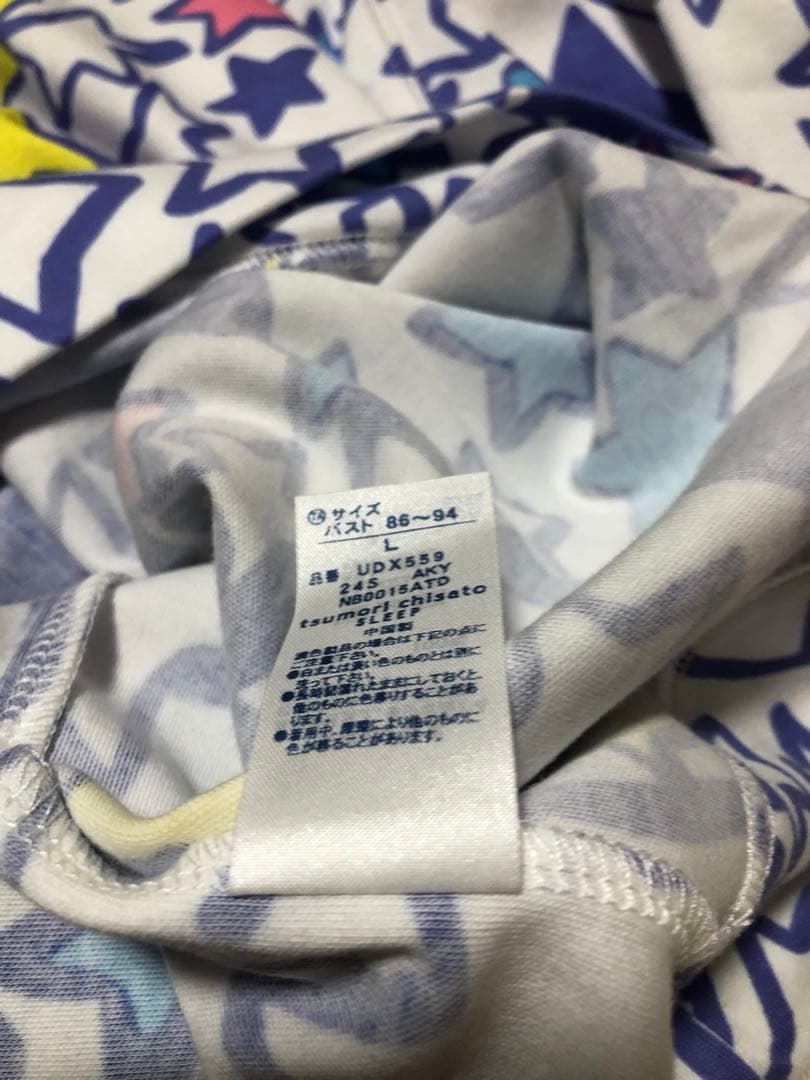 サイズ
バスト 86～94
L
品番 UDX559
24S AKY
NB0015ATD
tsumori chisato
SLEEP
中国製
濃色製品の場合は下記の点に
ご注意下さい。
●白または淡い色のものとは別に
洗って下さい。
●長時間濡れたままにしておくと
他のものに色移りすることがあ
ります。
●着用中、摩擦により他のものに
色が移ることがあります。